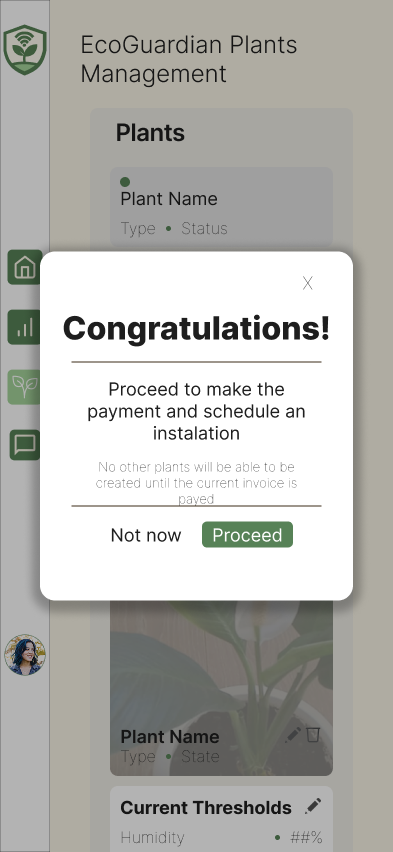 EcoGuardian Plants
Management
Plants
Plant Name
Type • Status
X
Congratulations!
Proceed to make the
payment and schedule an
instalation
No other plants will be able to be
created until the current invoice is
payed
Not now Proceed
Plant Name
Type • State
Current Thresholds
Humidity • ##%